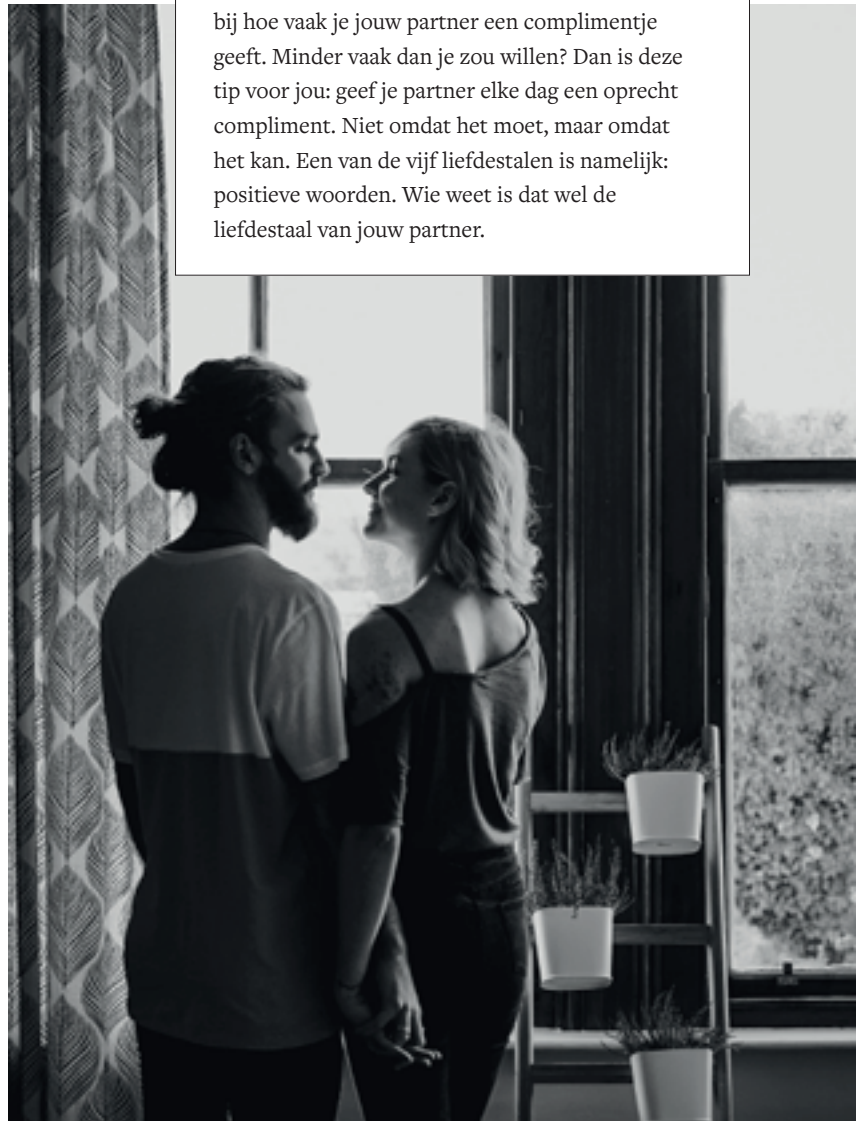 bij hoe vaak je jouw partner een complimentje
geeft. Minder vaak dan je zou willen? Dan is deze
tip voor jou: geef je partner elke dag een oprecht
compliment. Niet omdat het moet, maar omdat
het kan. Een van de vijf liefdestalen is namelijk:
positieve woorden. Wie weet is dat wel de
liefdestaal van jouw partner.